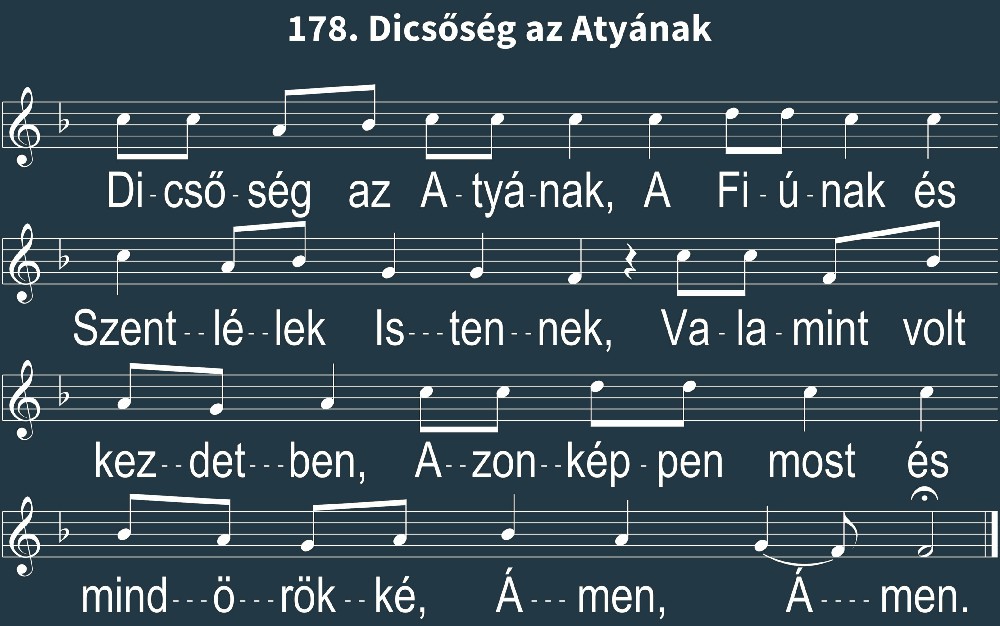 178. Dicsőség az Atyának
Di-cső-ség az A-tyá-nak, A Fi-ú-nak és
Szent--lé--lek Is---ten--nek, Va-la-mint volt
kez--det---ben, A--zon--kép-pen most és
mind---ö---rök--ké, Á--- men, Á---- men.